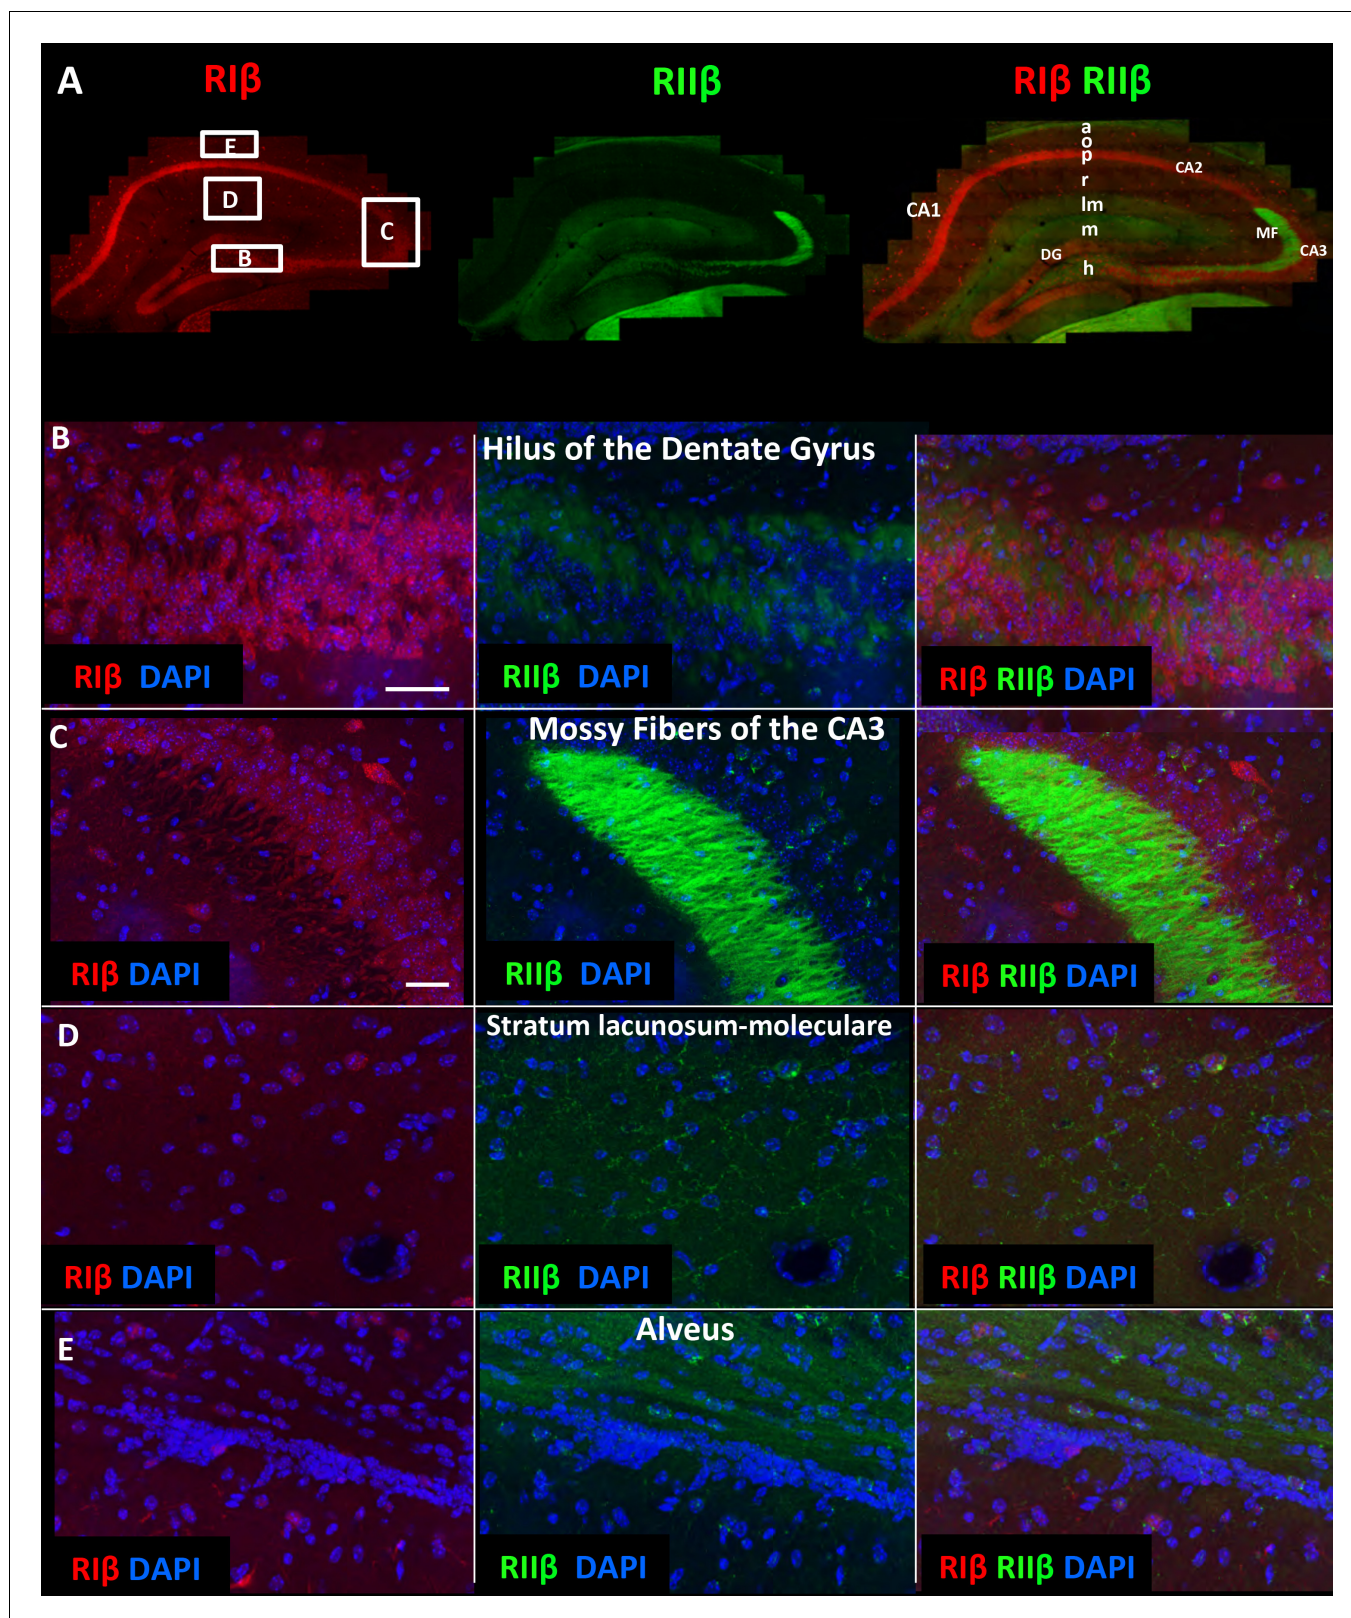 A
RIβ
RIIβ
RIβ RIIβ
E
D
C
B
a
o
p
r
lm
m
h
CA1
CA2
MF
CA3
DG
B
Hilus of the Dentate Gyrus
RIβ DAPI
RIIβ DAPI
RIβ RIIβ DAPI
C
Mossy Fibers of the CA3
RIβ DAPI
RIIβ DAPI
RIβ RIIβ DAPI
D
Stratum lacunosum-moleculare
RIβ DAPI
RIIβ DAPI
RIβ RIIβ DAPI
E
Alveus
RIβ DAPI
RIIβ DAPI
RIβ RIIβ DAPI